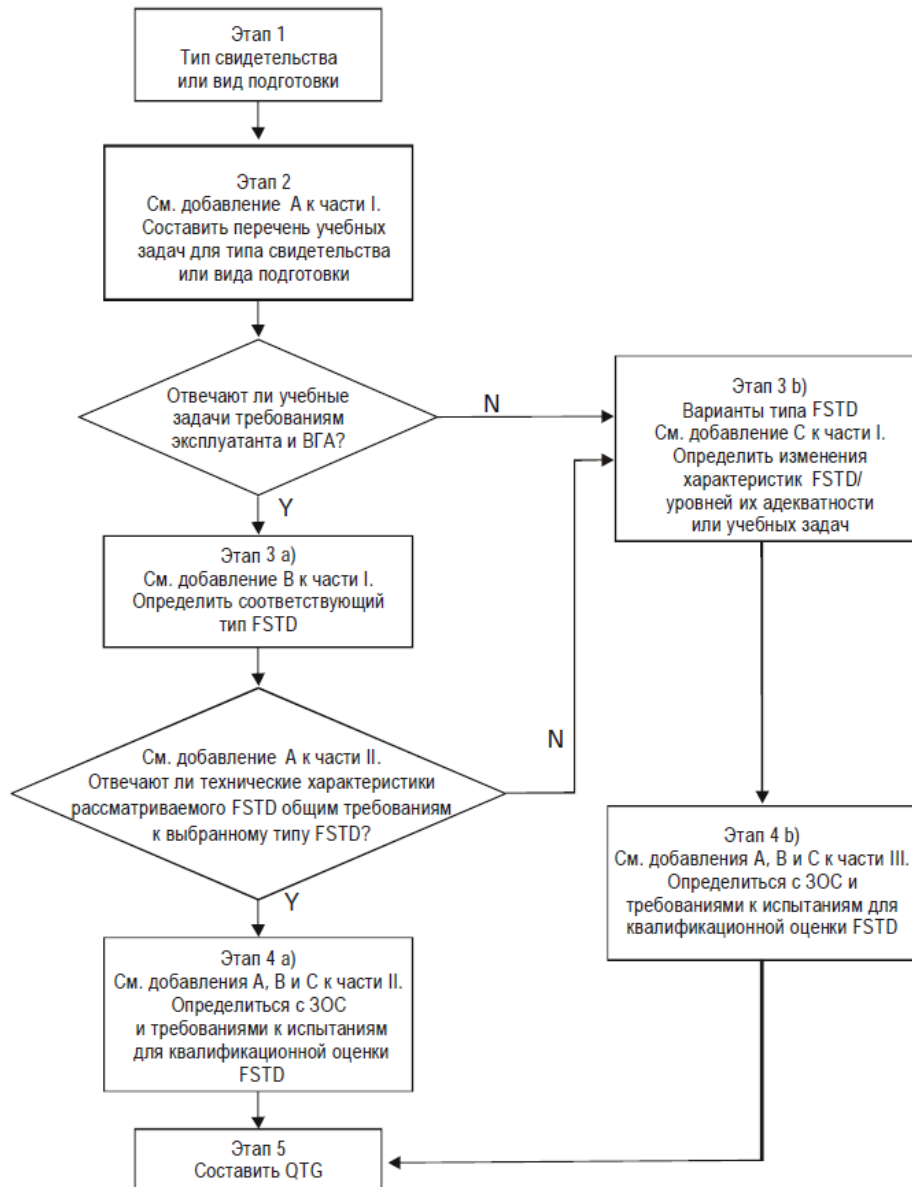 Этап 1
Тип свидетельства
или вид подготовки
Этап 2
См. добавление А к части I.
Составить перечень учебных
задач для типа свидетельства
или вида подготовки
Отвечают ли учебные
задачи требованиям
эксплуатанта и ВГА?
N
Y
Этап 3 b)
Варианты типа FSTD
См. добавление С к части I.
Определить изменения
характеристик FSTD/
уровней их адекватности
или учебных задач
Этап 3 а)
См. добавление В к части I.
Определить соответствующий
тип FSTD
См. добавление А к части II.
Отвечают ли технические характеристики
рассматриваемого FSTD общим требованиям
к выбранному типу FSTD?
N
Y
Этап 4 b)
См. добавления А, В и С к части III.
Определиться с ЗОС и
требованиями к испытаниям для
квалификационной оценки FSTD
Этап 4 а)
См. добавления А, В и С к части II.
Определиться с ЗОС
и требованиями к испытаниям
для квалификационной оценки
FSTD
Этап 5
Составить QTG